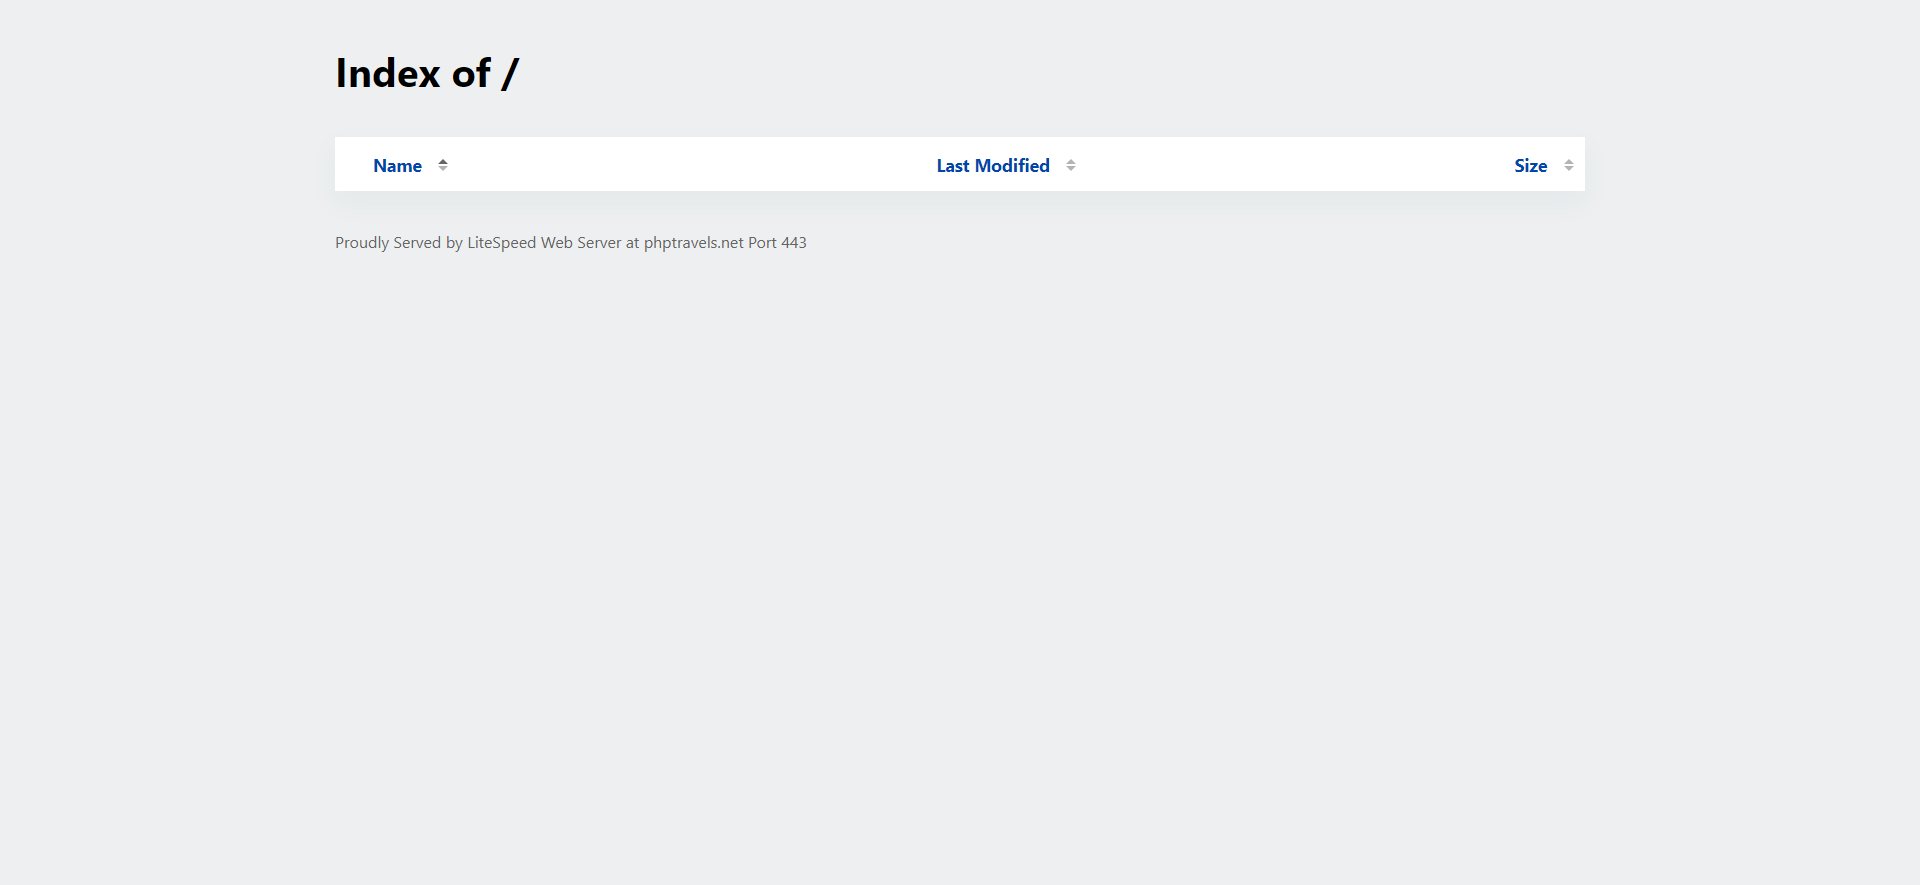 Index of /
Name Last Modified Size
Proudly Served by LiteSpeed Web Server at phptravels.net Port 443